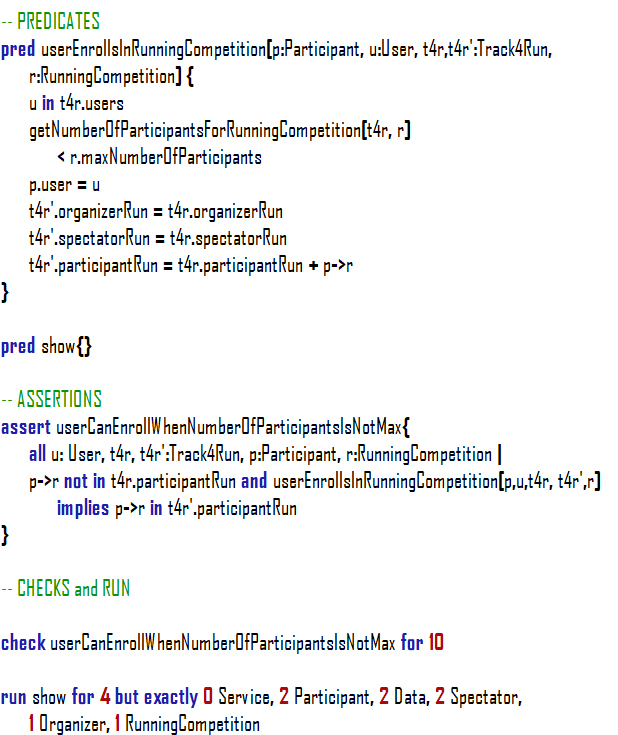 -- PREDICATES
pred userEnrollsInRunningCompetition[p:Participant, u:User, t4r,t4r':Track4Run,
r:RunningCompetition] {
u in t4r.users
getNumberOfParticipantsForRunningCompetition[t4r, r]
< r.maxNumberOfParticipants
p.user = u
t4r'.organizerRun = t4r.organizerRun
t4r'.spectatorRun = t4r.spectatorRun
t4r'.participantRun = t4r.participantRun + p->r
}
pred show{}
-- ASSERTIONS
assert userCanEnrollWhenNumberOfParticipantsIsNotMax{
all u: User, t4r, t4r':Track4Run, p:Participant, r:RunningCompetition |
p->r not in t4r.participantRun and userEnrollsInRunningCompetition[p,u,t4r, t4r',r]
implies p->r in t4r'.participantRun
}
-- CHECKS and RUN
check userCanEnrollWhenNumberOfParticipantsIsNotMax for 10
run show for 4 but exactly 0 Service, 2 Participant, 2 Data, 2 Spectator,
1 Organizer, 1 RunningCompetition